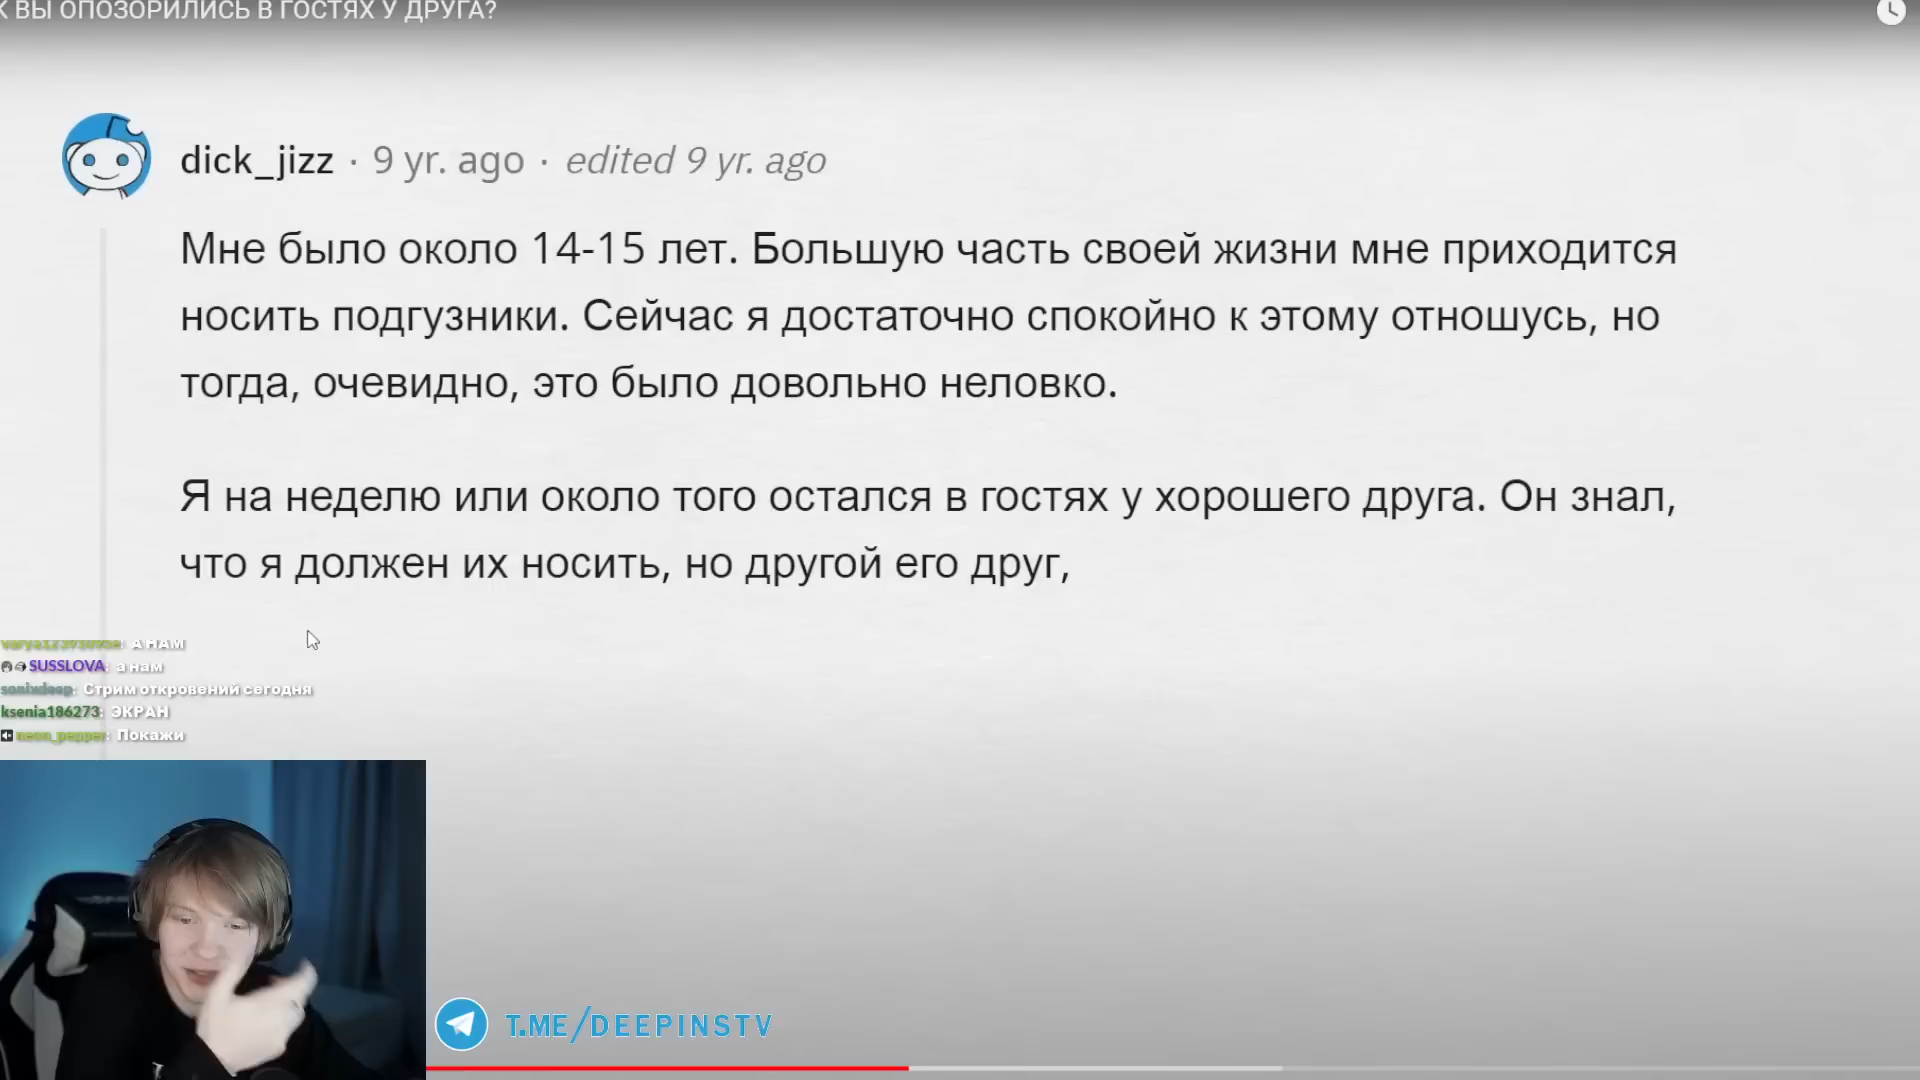 К ВЫ ОПОЗОРИЛИСЬ В ГОСТЯХ У ДРУГА?
dick_jizz · 9 yr. ago · edited 9 yr. ago
Мне было около 14-15 лет. Большую часть своей жизни мне приходится
носить подгузники. Сейчас я достаточно спокойно к этому отношусь, но
тогда, очевидно, это было довольно неловко.
Я на неделю или около того остался в гостях у хорошего друга. Он знал,
что я должен их носить, но другой его друг,
А НАМ
SUSSLOVA: а нам
sonixdeep: Стрим откровений сегодня
ksenia186273: ЭКРАН
neon_pepper: Покажи
T.ME/DEEPINSTV